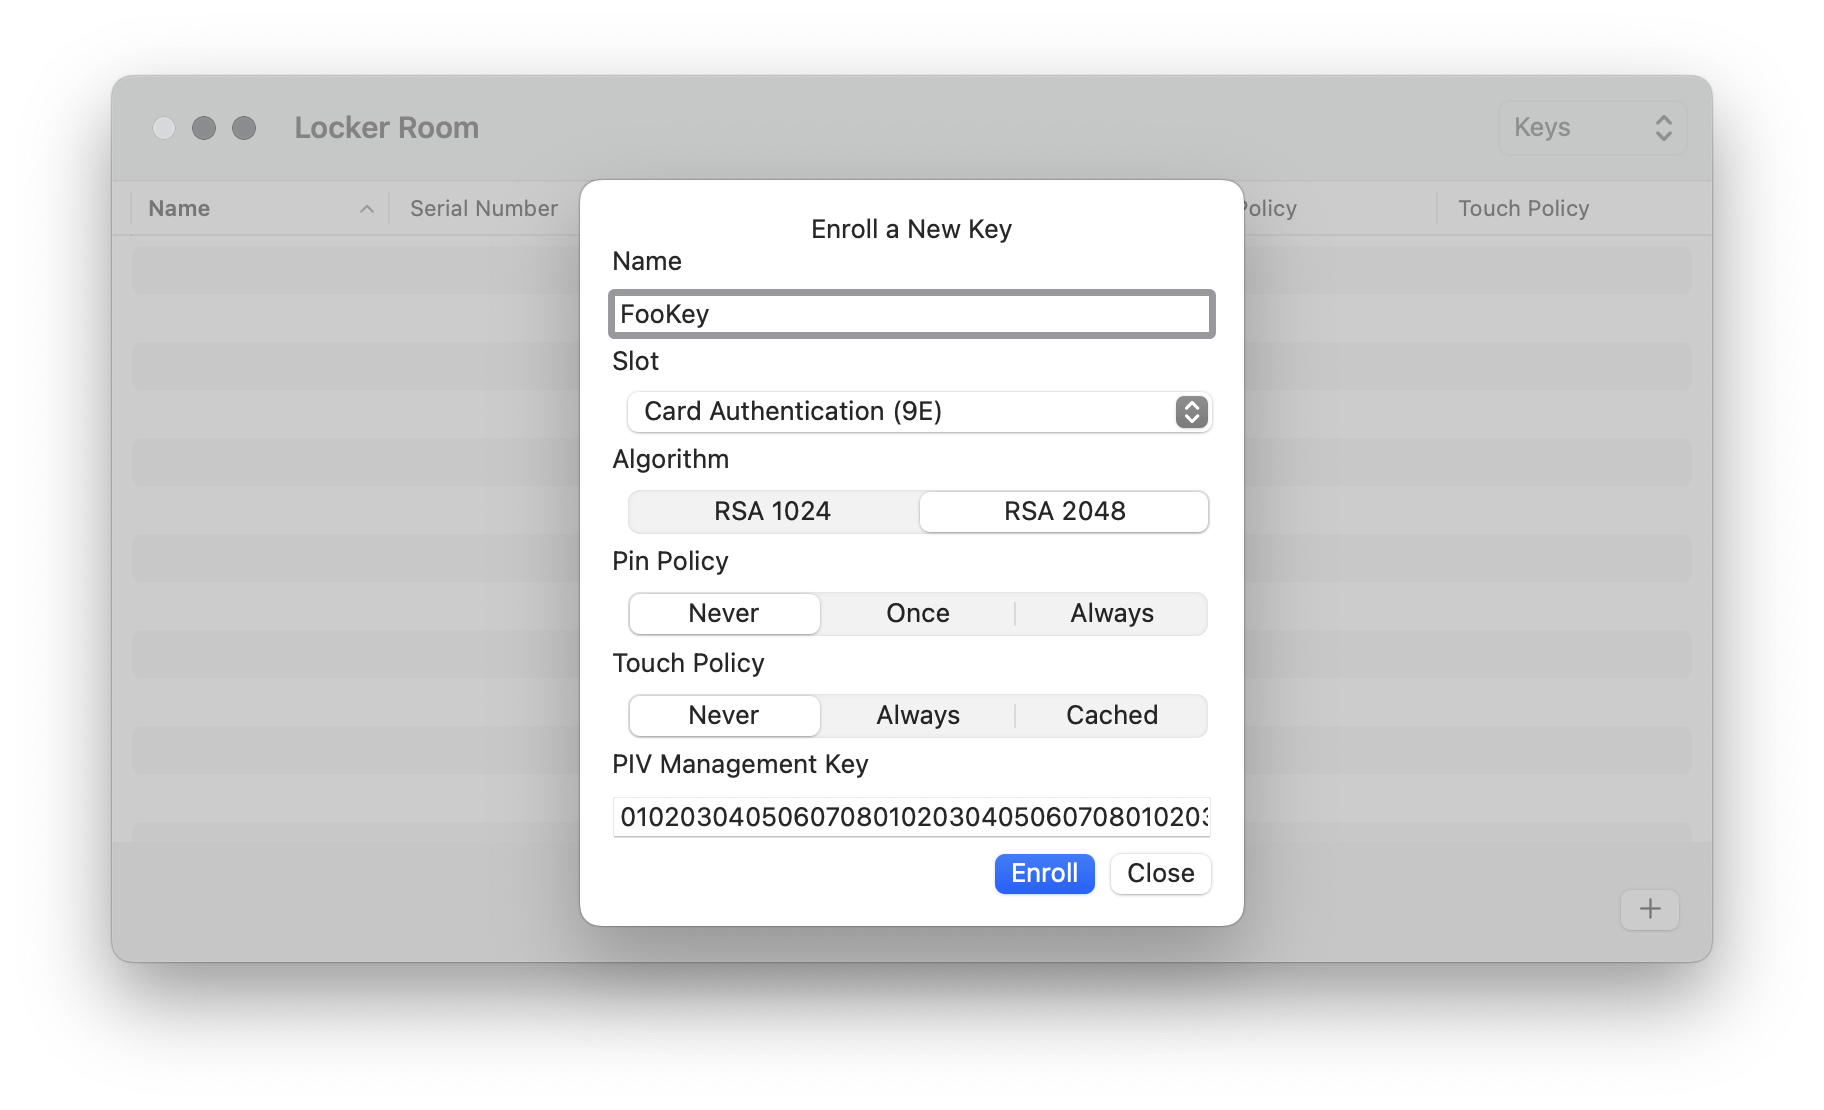 Locker Room
Keys
Name
Serial Number
Policy
Touch Policy
Enroll a New Key
Name
FooKey
Slot
Card Authentication (9E)
Algorithm
RSA 1024
RSA 2048
Pin Policy
Never
Once
Always
Touch Policy
Never
Always
Cached
PIV Management Key
01020304050607080102030405060708010203
Enroll
Close